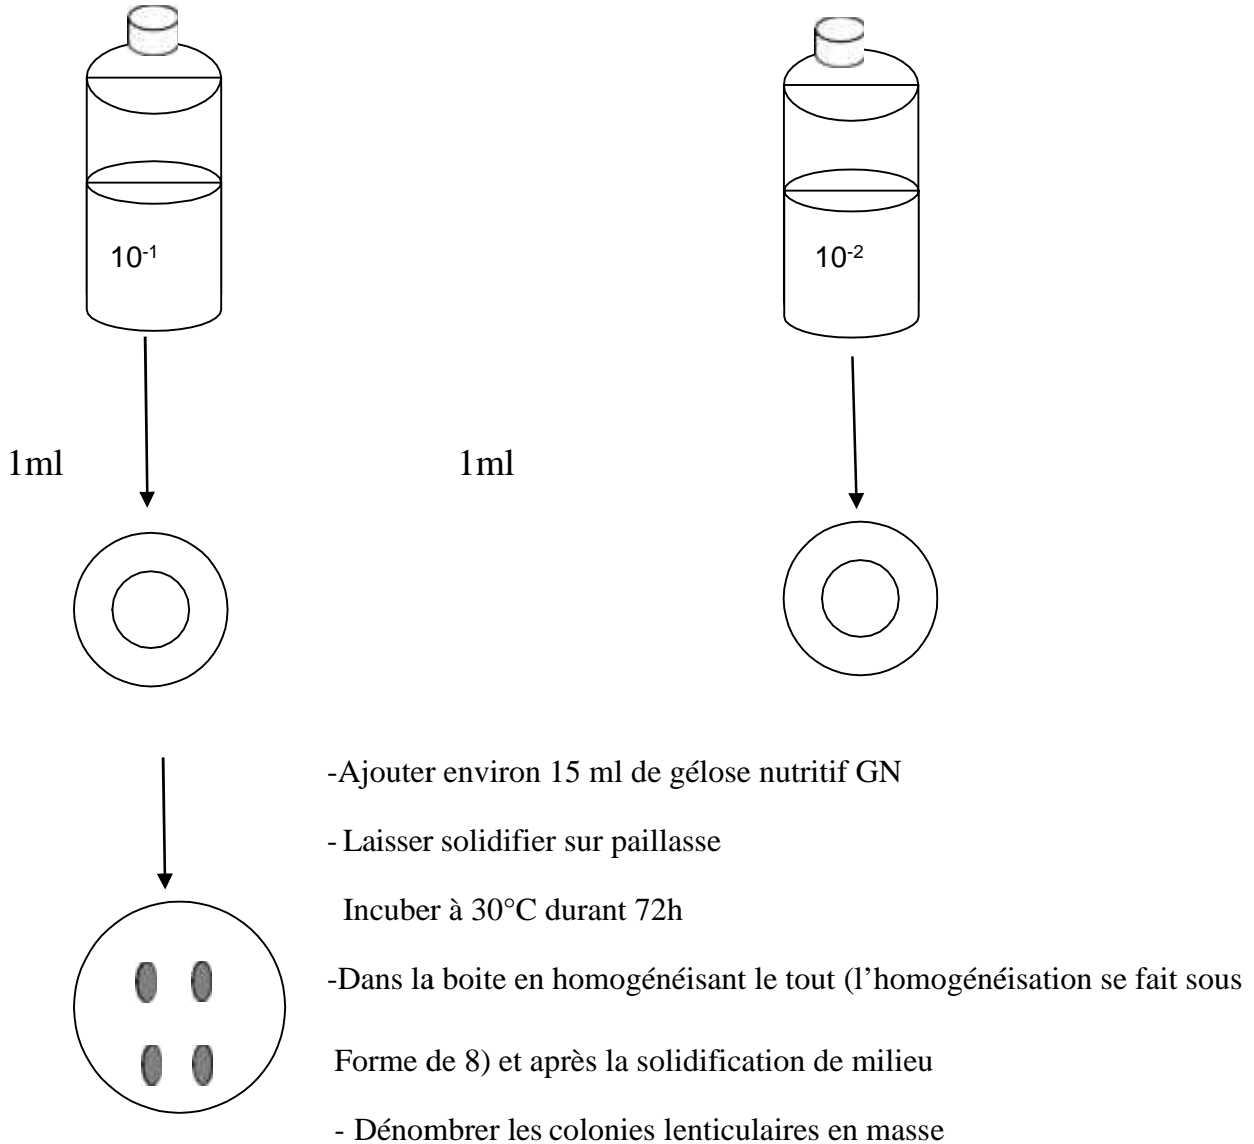 10⁻¹
10⁻²
1ml
1ml
-Ajouter environ 15 ml de gélose nutritif GN
- Laisser solidifier sur paillasse
Incuber à 30°C durant 72h
-Dans la boite en homogénéisant le tout (l’homogénéisation se fait sous
Forme de 8) et après la solidification de milieu
- Dénombrer les colonies lenticulaires en masse